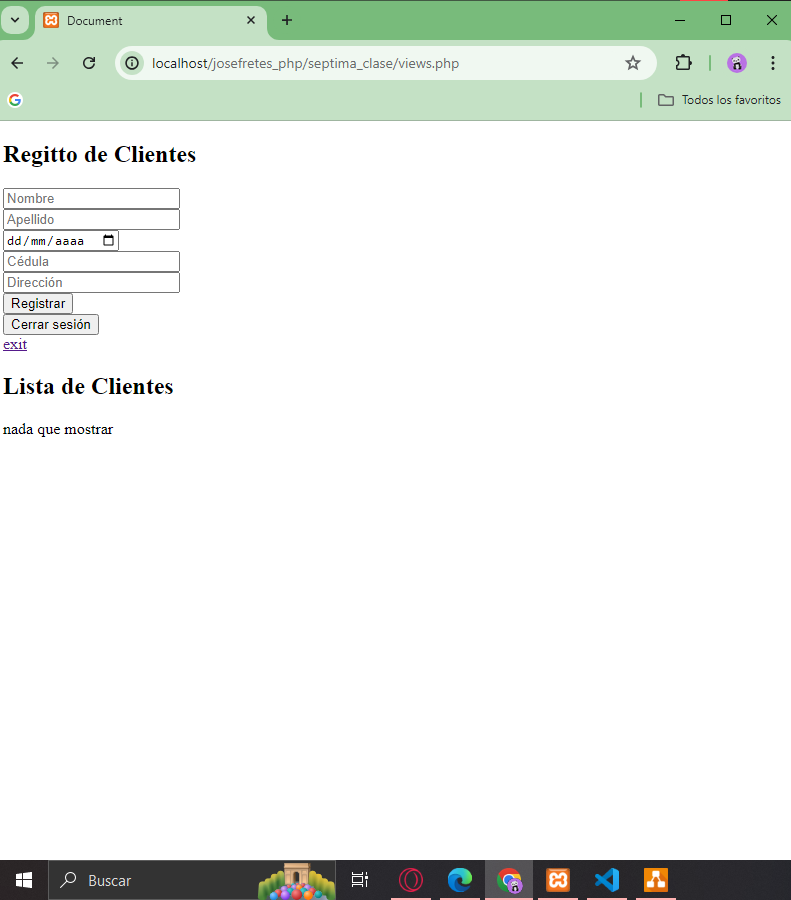 Document
localhost/josefretes_php/septima_clase/views.php
Todos los favoritos
Regitto de Clientes
Nombre
Apellido
dd/mm/aaaa
Cédula
Dirección
Registrar
Cerrar sesión
exit
Lista de Clientes
nada que mostrar
Buscar